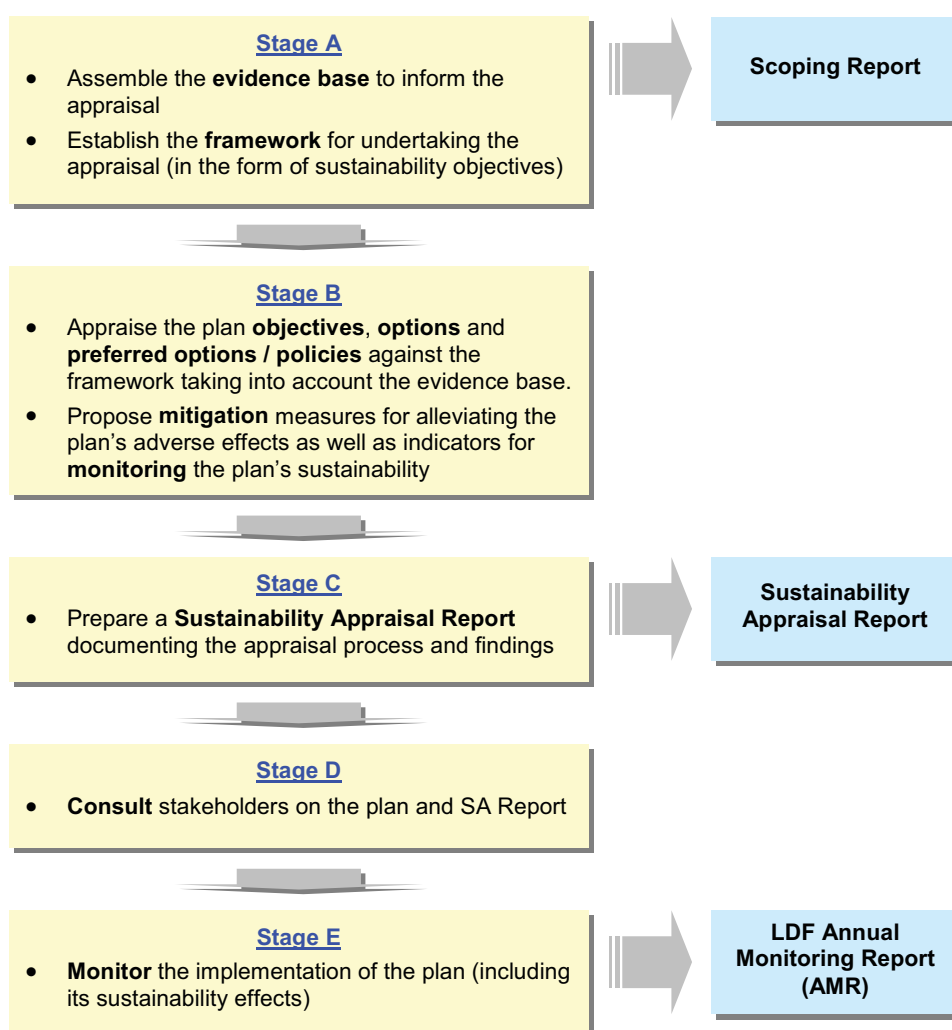 Stage A
• Assemble the evidence base to inform the
appraisal
• Establish the framework for undertaking the
appraisal (in the form of sustainability objectives)
Scoping Report
Stage B
• Appraise the plan objectives, options and
preferred options / policies against the
framework taking into account the evidence base.
• Propose mitigation measures for alleviating the
plan’s adverse effects as well as indicators for
monitoring the plan’s sustainability
Stage C
• Prepare a Sustainability Appraisal Report
documenting the appraisal process and findings
Sustainability
Appraisal Report
Stage D
• Consult stakeholders on the plan and SA Report
Stage E
• Monitor the implementation of the plan (including
its sustainability effects)
LDF Annual
Monitoring Report
(AMR)